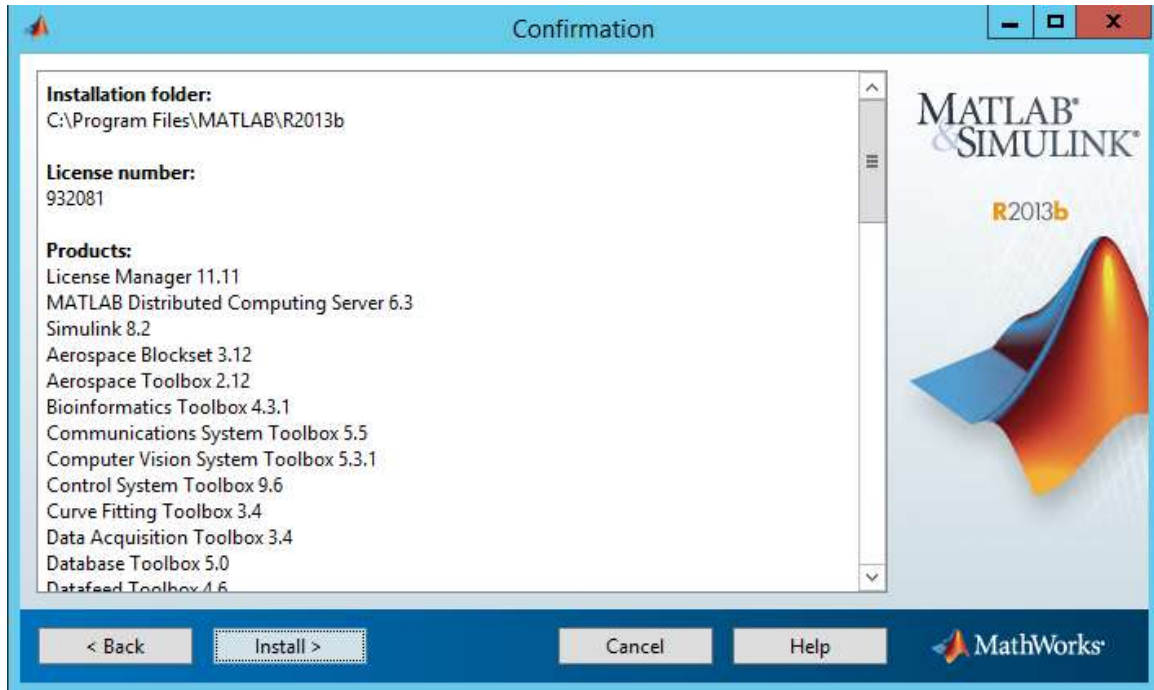 Confirmation
Installation folder:
C:\Program Files\MATLAB\R2013b
License number:
932081
Products:
License Manager 11.11
MATLAB Distributed Computing Server 6.3
Simulink 8.2
Aerospace Blockset 3.12
Aerospace Toolbox 2.12
Bioinformatics Toolbox 4.3.1
Communications System Toolbox 5.5
Computer Vision System Toolbox 5.3.1
Control System Toolbox 9.6
Curve Fitting Toolbox 3.4
Data Acquisition Toolbox 3.4
Database Toolbox 5.0
Datafeed Toolbox 4.6
MATLAB®
&SIMULINK®
R2013b
< Back
Install >
Cancel
Help
MathWorks®